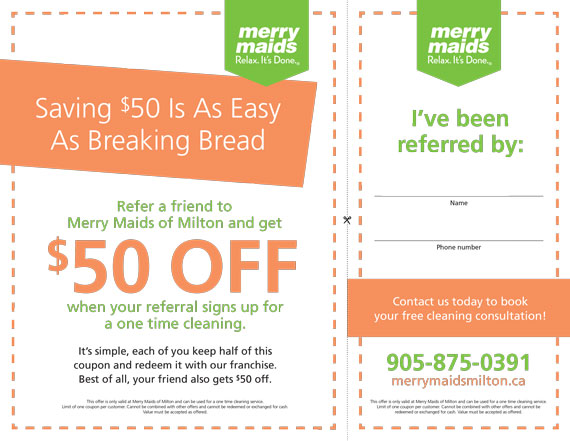 merry
maids
Relax. It's Done.
Saving $50 Is As Easy
As Breaking Bread
Refer a friend to
Merry Maids of Milton and get
$50 OFF
when your referral signs up for
a one time cleaning.
It's simple, each of you keep half of this
coupon and redeem it with our franchise.
Best of all, your friend also gets $50 off.
This offer is only valid at Merry Maids of Milton and can be used for a one time cleaning service.
Limit of one coupon per customer. Cannot be combined with other offers and cannot be redeemed or exchanged for cash.
Value must be accepted as offered.
merry
maids
Relax. It's Done.
I've been
referred by:
Name
Phone number
Contact us today to book
your free cleaning consultation!
905-875-0391
merrymaidsmilton.ca
This offer is only valid at Merry Maids of Milton and can be used for a one time cleaning service.
Limit of one coupon per customer. Cannot be combined with other offers and cannot be
redeemed or exchanged for cash. Value must be accepted as offered.